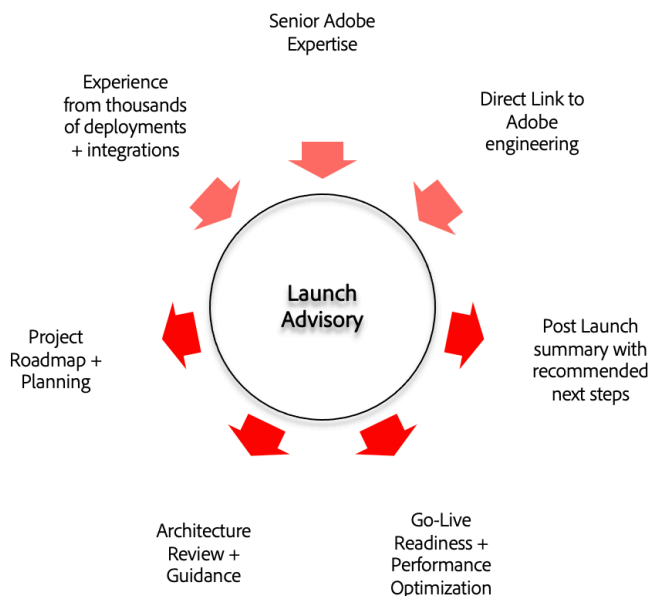 Senior Adobe
Expertise
Experience
from thousands
of deployments
+ integrations
Direct Link to
Adobe
engineering
Launch
Advisory
Project
Roadmap +
Planning
Post Launch
summary with
recommended
next steps
Architecture
Review +
Guidance
Go-Live
Readiness +
Performance
Optimization